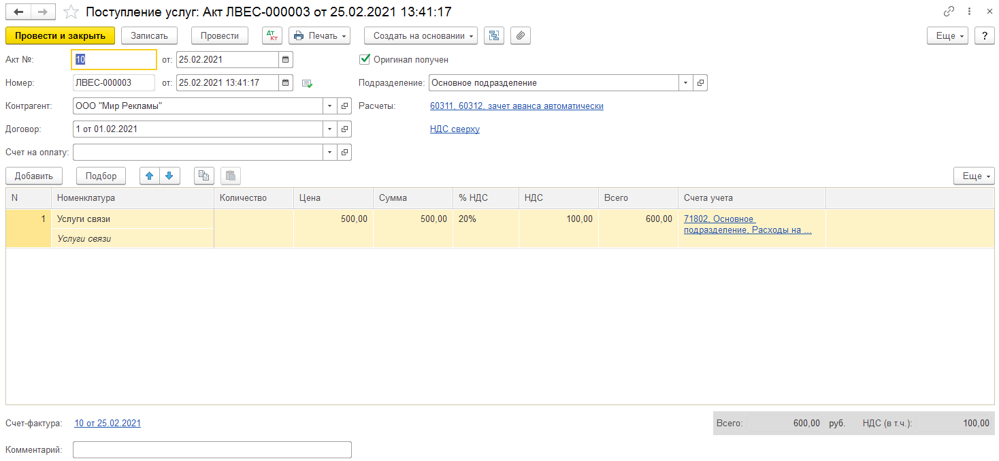 Поступление услуг: Акт ЛВЕС-000003 от 25.02.2021 13:41:17
Провести и закрыть Записать Провести Дт Кт Печать Создать на основании Еще ?
Акт №: 10 от: 25.02.2021 Оригинал получен
Номер: ЛВЕС-000003 от: 25.02.2021 13:41:17 Подразделение: Основное подразделение
Контрагент: ООО "Мир Рекламы" Расчеты: 60311, 60312, зачет аванса автоматически
Договор: 1 от 01.02.2021 НДС сверху
Счет на оплату:
Добавить Подбор Еще
N Номенклатура Количество Цена Сумма % НДС НДС Всего Счета учета
1 Услуги связи 500,00 500,00 20% 100,00 600,00 71802, Основное
подразделение, Расходы на ...
Услуги связи
Счет-фактура: 10 от 25.02.2021 Всего: 600,00 руб. НДС (в т.ч.): 100,00
Комментарий: